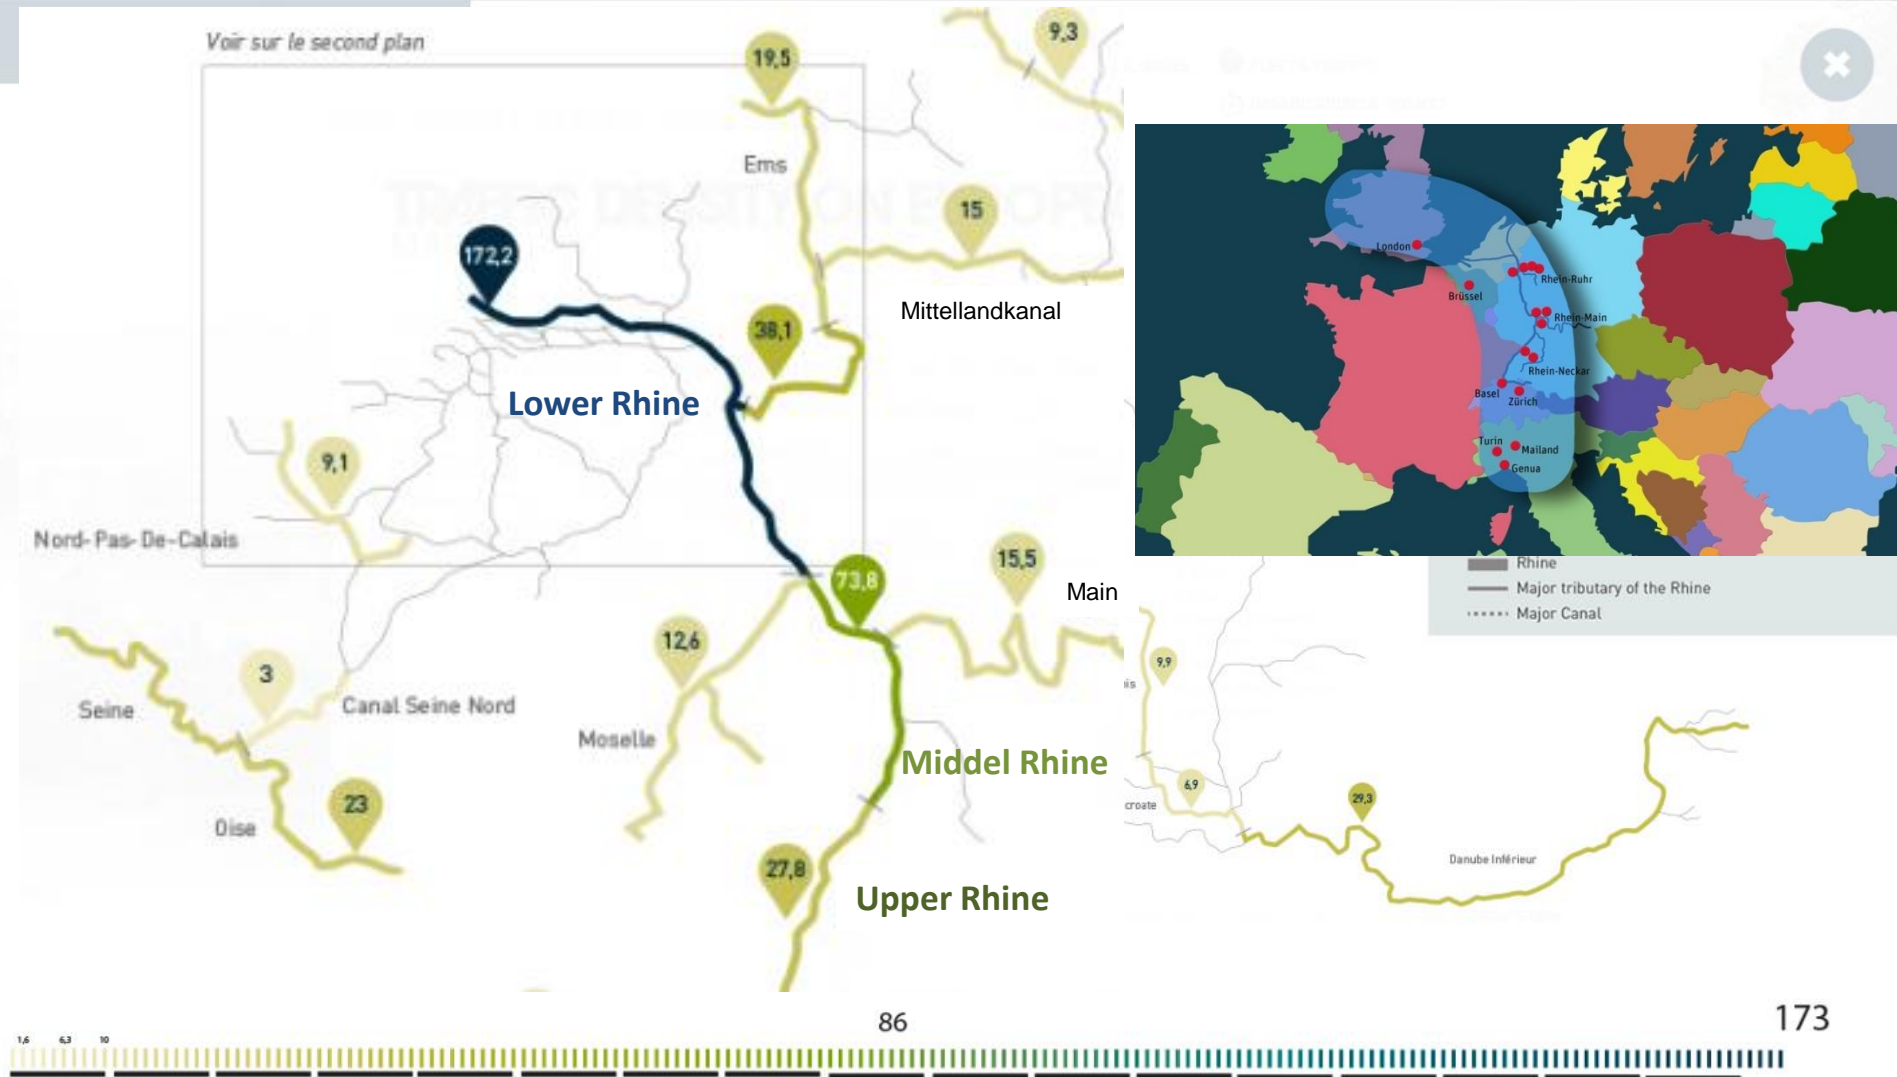 Voir sur le second plan
19,5
9,3
Ems
15
172,2
Mittellandkanal
38,1
Lower Rhine
9,1
Nord-Pas-De-Calais
73,8
15,5
Main
12,6
3
Canal Seine Nord
Seine
Moselle
Middel Rhine
23
Oise
27,8
Upper Rhine
London
Brüssel
Rhein-Ruhr
Rhein-Main
Rhein-Neckar
Basel
Zürich
Turin
Mailand
Genua
Rhine
Major tributary of the Rhine
Major Canal
9,9
6,9
croate
29,3
Danube Inférieur
86
173
1,6 6,3 10